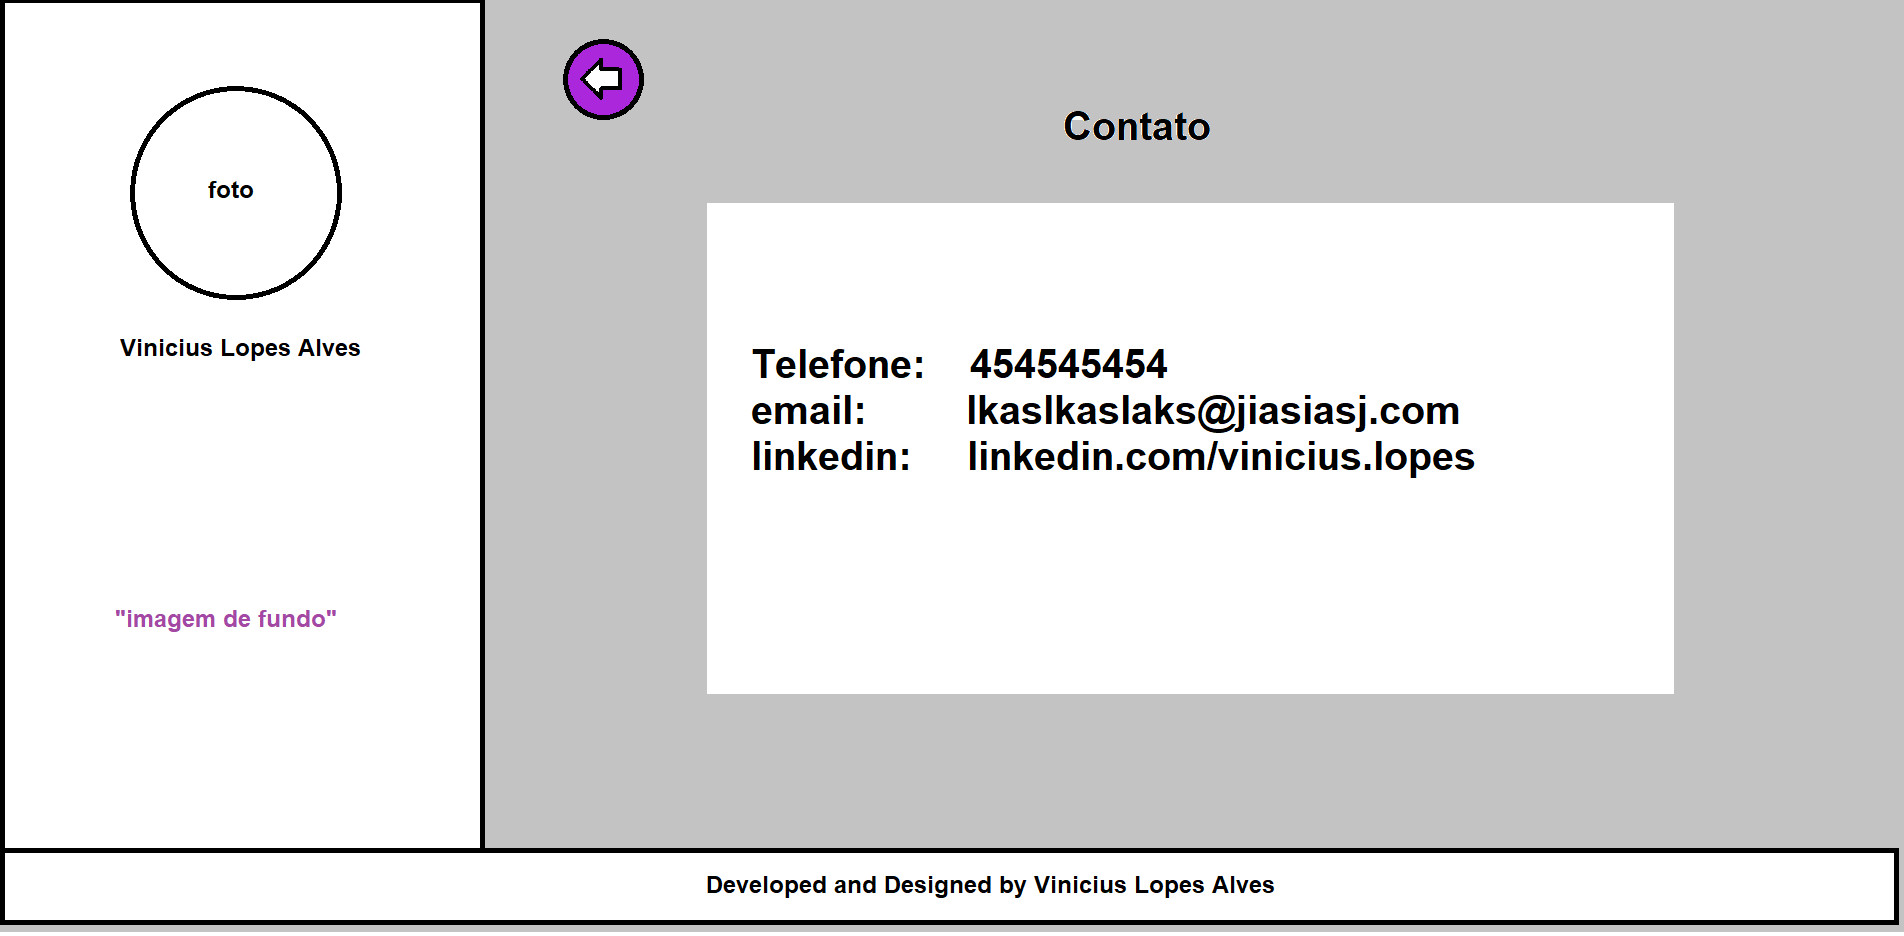 foto
Vinicius Lopes Alves
"imagem de fundo"
Contato
Telefone: 454545454
email: lkaslkaslaks@jiasiasj.com
linkedin: linkedin.com/vinicius.lopes
Developed and Designed by Vinicius Lopes Alves